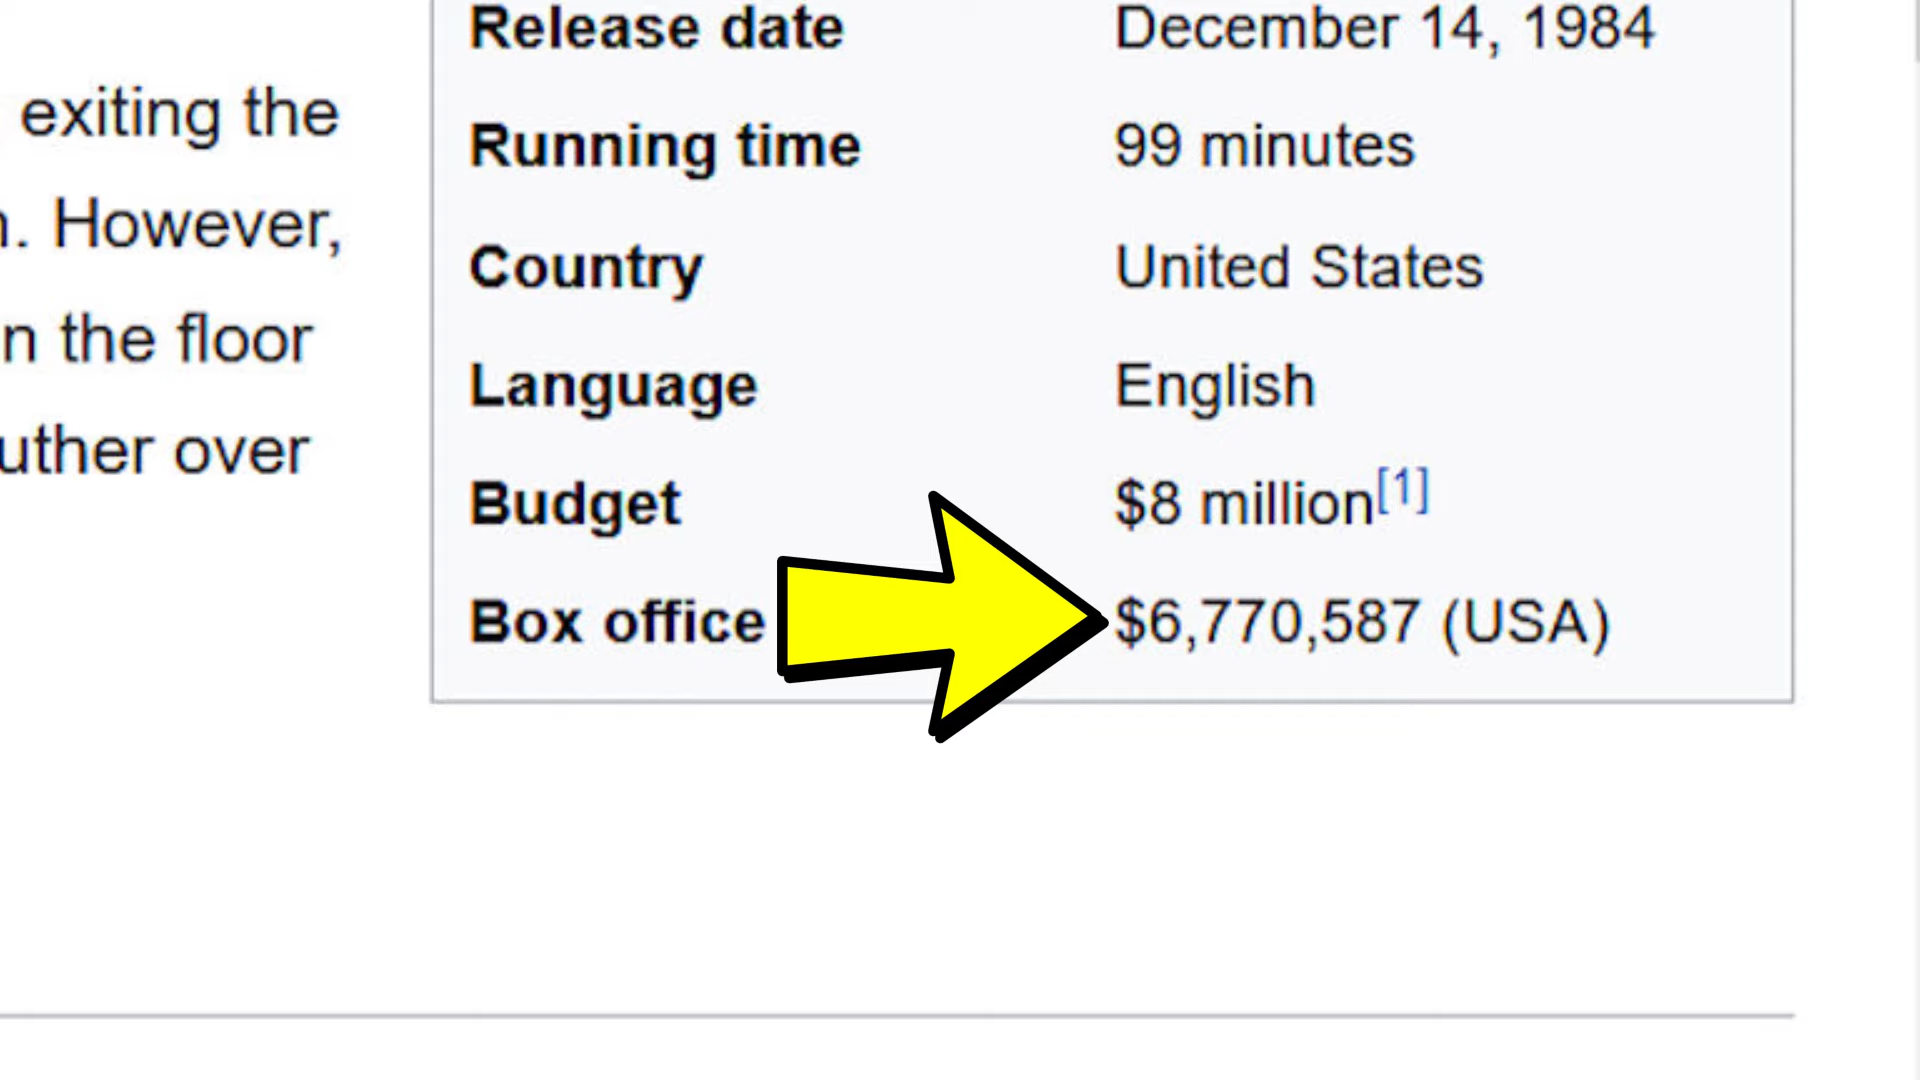 exiting the
. However,
n the floor
uther over
Release date December 14, 1984
Running time 99 minutes
Country United States
Language English
Budget $8 million[1]
Box office $6,770,587 (USA)